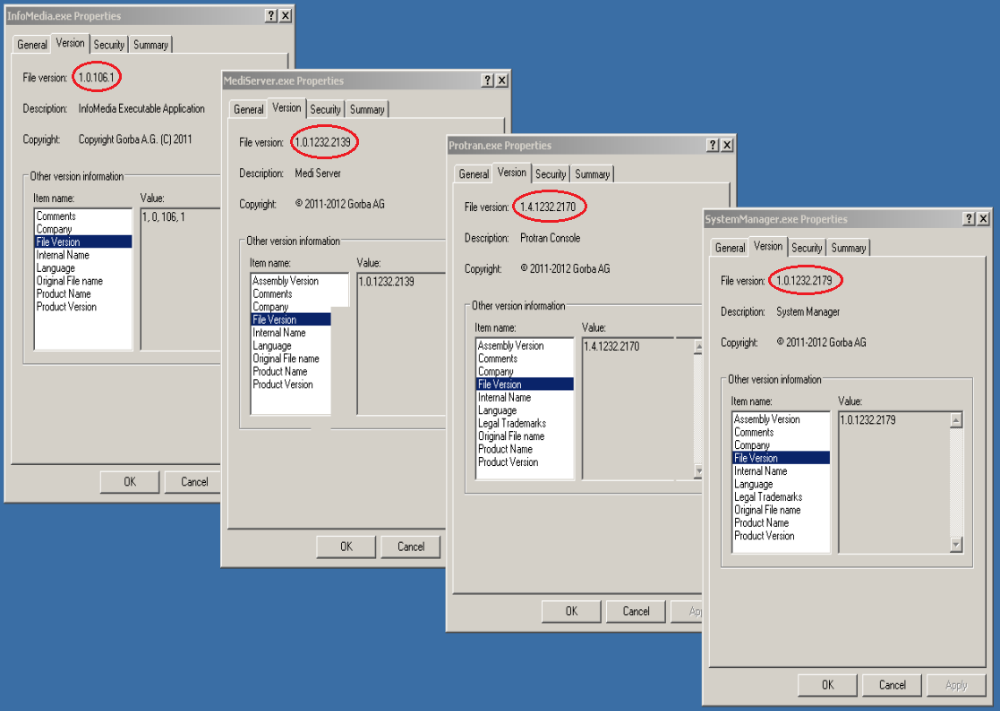 InfoMedia.exe Properties
General Version Security Summary
File version: 1.0.106.1
Description: InfoMedia Executable Application
Copyright: Copyright Gorba A.G. (C) 2011
Other version information
Item name: Value:
Comments 1, 0, 106, 1
Company
File Version
Internal Name
Language
Original File name
Product Name
Product Version
OK Cancel
MediServer.exe Properties
General Version Security Summary
File version: 1.0.1232.2139
Description: Medi Server
Copyright: © 2011-2012 Gorba AG
Other version information
Item name: Value:
Assembly Version 1.0.1232.2139
Comments
Company
File Version
Internal Name
Language
Original File name
Product Name
Product Version
OK Cancel
Protran.exe Properties
General Version Security Summary
File version: 1.4.1232.2170
Description: Protran Console
Copyright: © 2011-2012 Gorba AG
Other version information
Item name: Value:
Assembly Version 1.4.1232.2170
Comments
Company
File Version
Internal Name
Language
Legal Trademarks
Original File name
Product Name
Product Version
OK Cancel Ap
SystemManager.exe Properties
General Version Security Summary
File version: 1.0.1232.2179
Description: System Manager
Copyright: © 2011-2012 Gorba AG
Other version information
Item name: Value:
Assembly Version 1.0.1232.2179
Comments
Company
File Version
Internal Name
Language
Legal Trademarks
Original File name
Product Name
Product Version
OK Cancel Apply